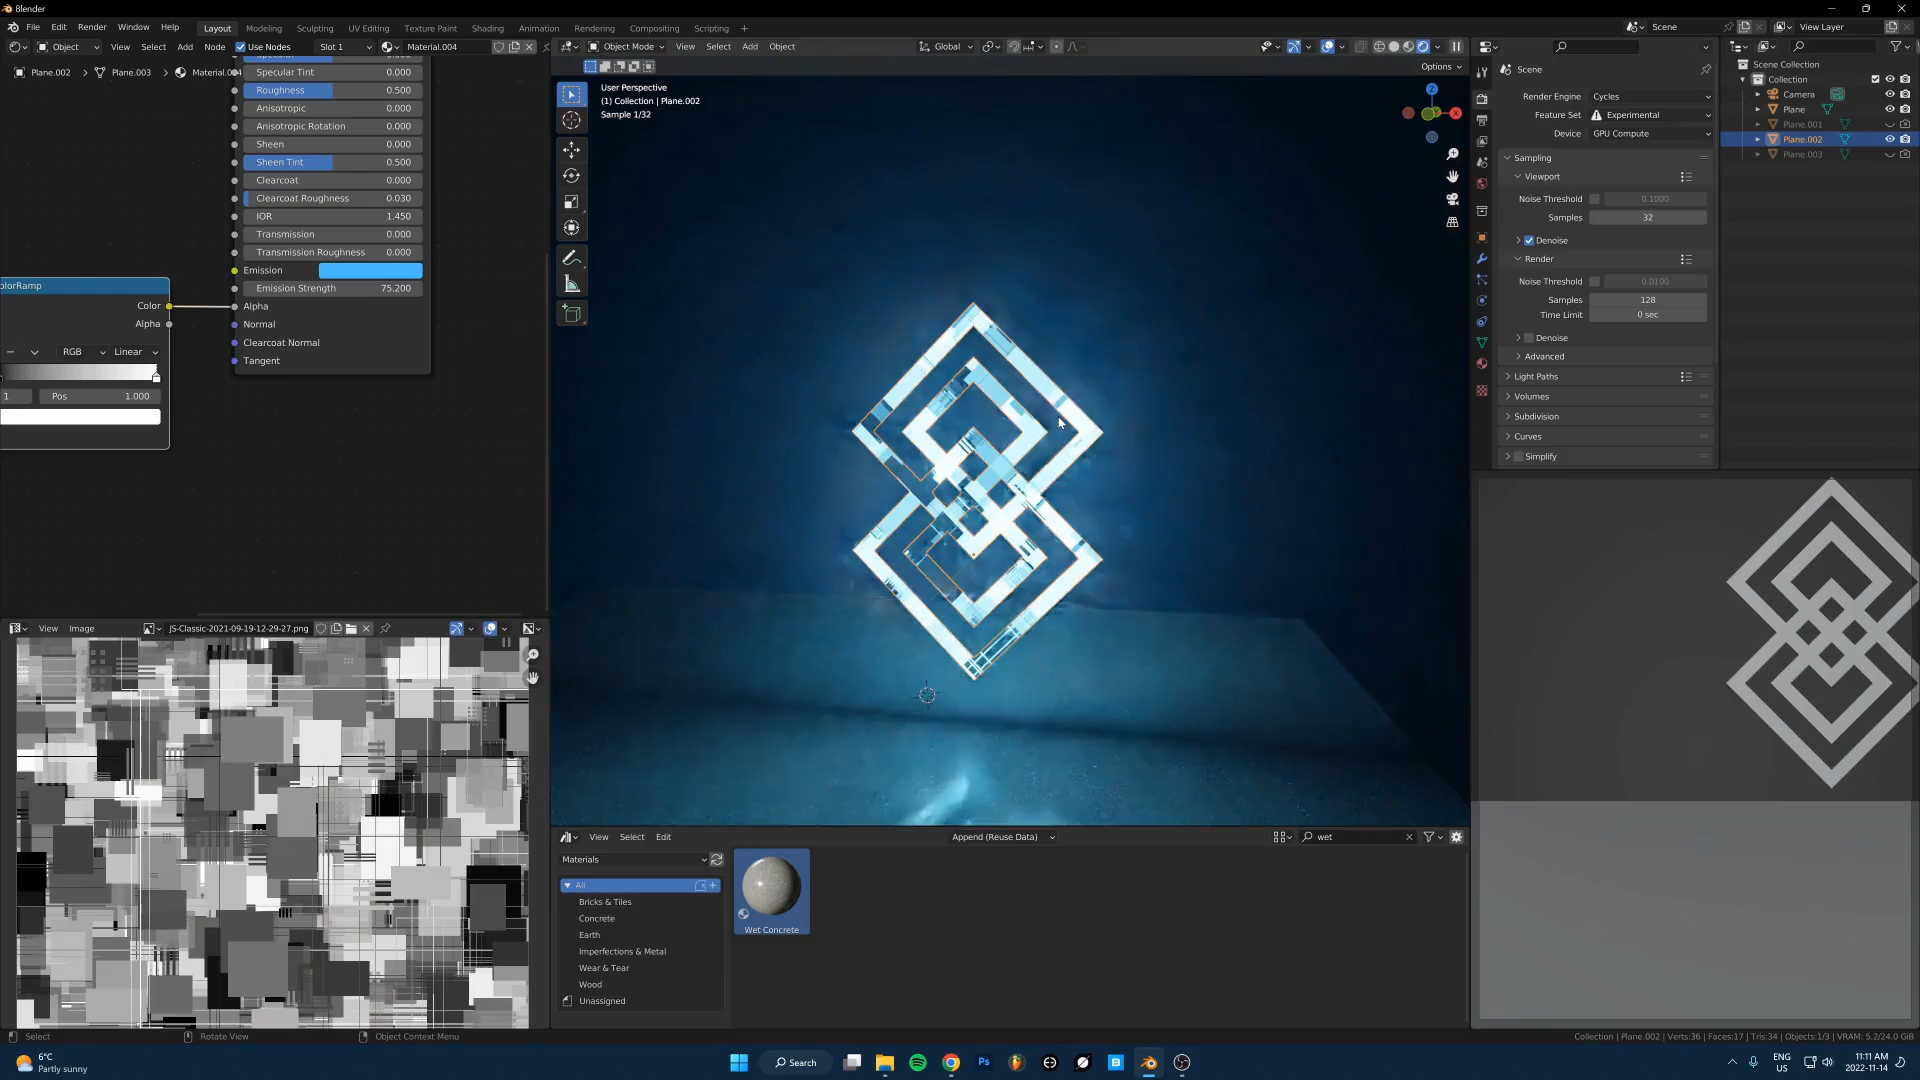 Blender
File Edit Render Window Help
Layout Modeling Sculpting UV Editing Texture Paint Shading Animation Rendering Compositing Scripting +
Scene View Layer
Object View Select Add Node Use Nodes Slot 1 Material.004
Object Mode View Select Add Object Global
Options
Plane.002 Plane.003 Material.004
Specular Tint 0.000
Roughness 0.500
Anisotropic 0.000
Anisotropic Rotation 0.000
Sheen 0.000
Sheen Tint 0.500
Clearcoat 0.000
Clearcoat Roughness 0.030
IOR 1.450
Transmission 0.000
Transmission Roughness 0.000
Emission
Emission Strength 75.200
Alpha
Normal
Clearcoat Normal
Tangent
olorRamp
Color
Alpha
RGB Linear
1 Pos 1.000
User Perspective
(1) Collection | Plane.002
Sample 1/32
Z
X
Scene
Render Engine Cycles
Feature Set Experimental
Device GPU Compute
Sampling
Viewport
Noise Threshold 0.1000
Samples 32
Denoise
Render
Noise Threshold 0.0100
Samples 128
Time Limit 0 sec
Denoise
Advanced
Light Paths
Volumes
Subdivision
Curves
Simplify
Scene Collection
Collection
Camera
Plane
Plane.001
Plane.002
Plane.003
View Image JS-Classic-2021-09-19-12-29-27.png
View Select Edit Append (Reuse Data) wet
Materials
All
Bricks & Tiles
Concrete
Earth
Imperfections & Metal
Wear & Tear
Wood
Unassigned
Wet Concrete
Select Rotate View Object Context Menu
Collection | Plane.002 | Verts:36 | Faces:17 | Tris:34 | Objects:1/3 | VRAM: 5.2/24.0 GiB
6°C
Partly sunny
Search
Ps
ENG
US
11:11 AM
2022-11-14